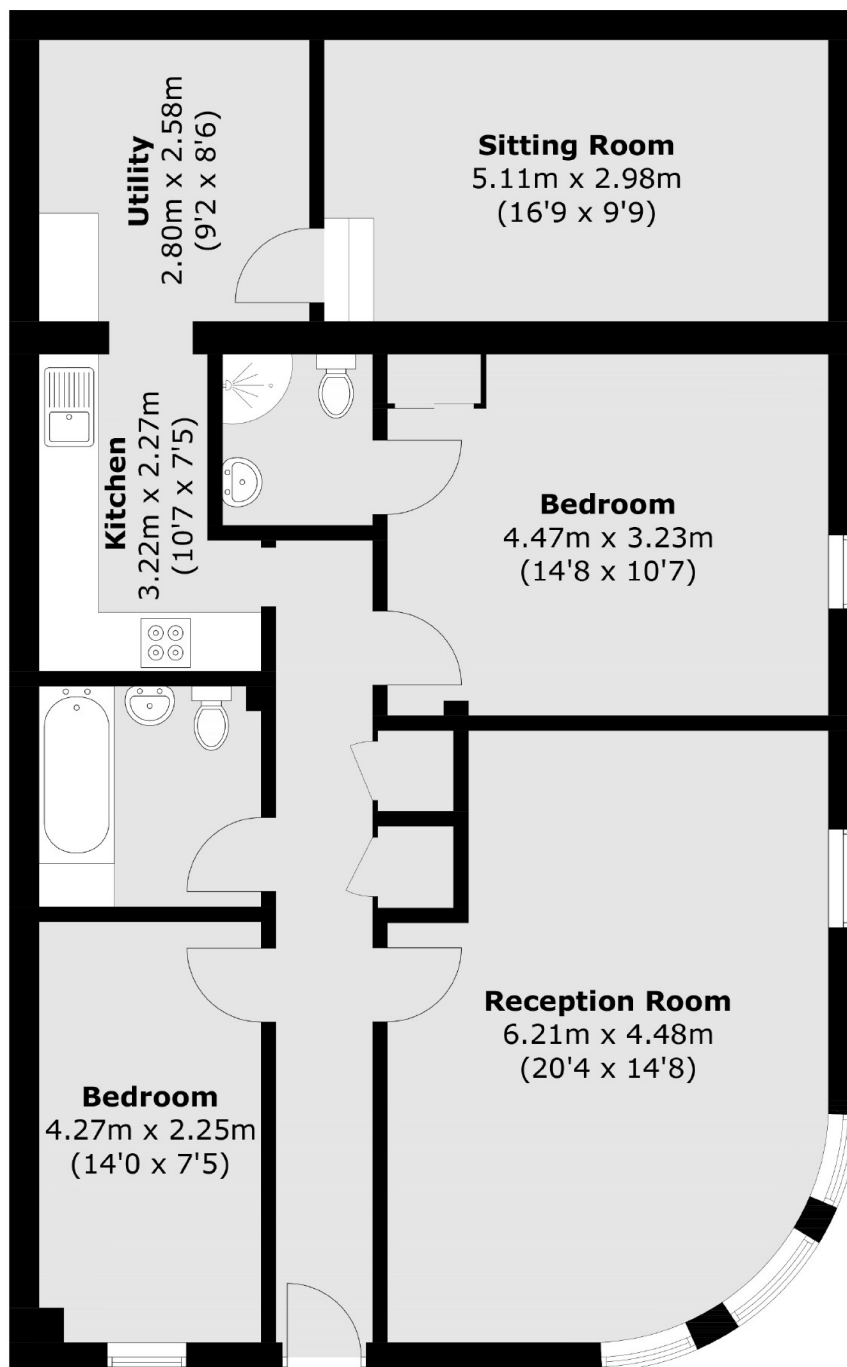 Utility
2.80m x 2.58m
(9'2 x 8'6)
Sitting Room
5.11m x 2.98m
(16'9 x 9'9)
Kitchen
3.22m x 2.27m
(10'7 x 7'5)
Bedroom
4.47m x 3.23m
(14'8 x 10'7)
Reception Room
6.21m x 4.48m
(20'4 x 14'8)
Bedroom
4.27m x 2.25m
(14'0 x 7'5)